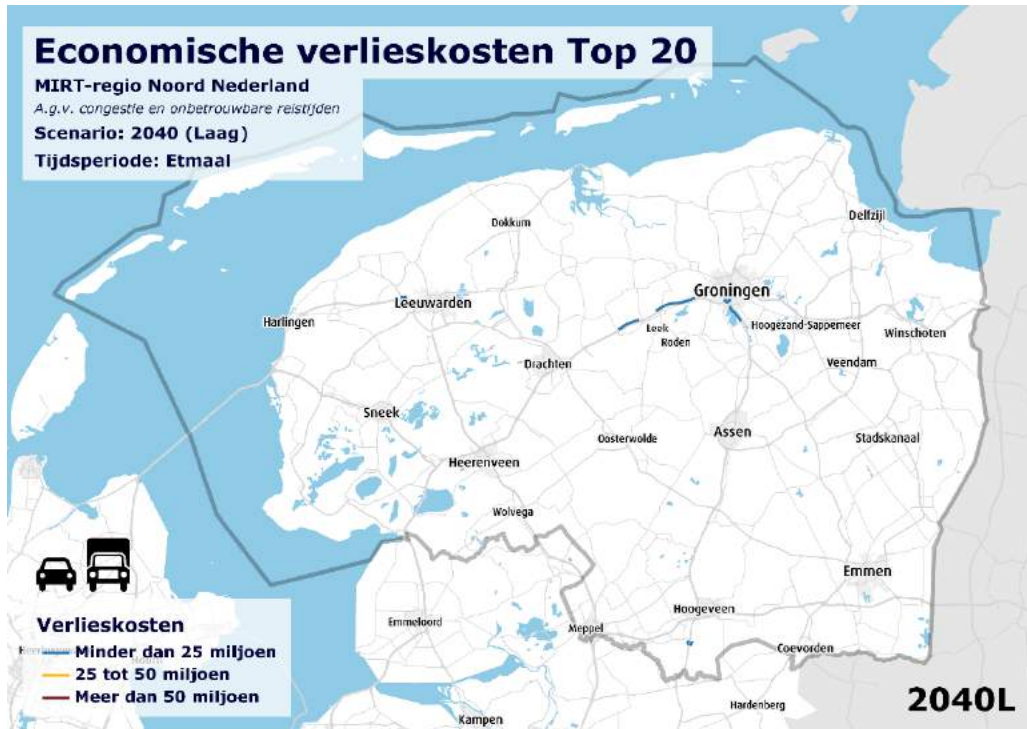 Economische verlieskosten Top 20
MIRT-regio Noord Nederland
A.g.v. congestie en onbetrouwbare reistijden
Scenario: 2040 (Laag)
Tijdsperiode: Etmaal
Dokkum
Delfzijl
Leeuwarden
Groningen
Harlingen
Leek
Roden
Hoogezand-Sappemeer
Winschoten
Drachten
Veendam
Sneek
Assen
Oosterwolde
Stadskanaal
Heerenveen
Wolvega
Emmen
Hoogeveen
Emmeloord
Meppel
Coevorden
Verlieskosten
Minder dan 25 miljoen
25 tot 50 miljoen
Meer dan 50 miljoen
Hardenberg
2040L
Kampen